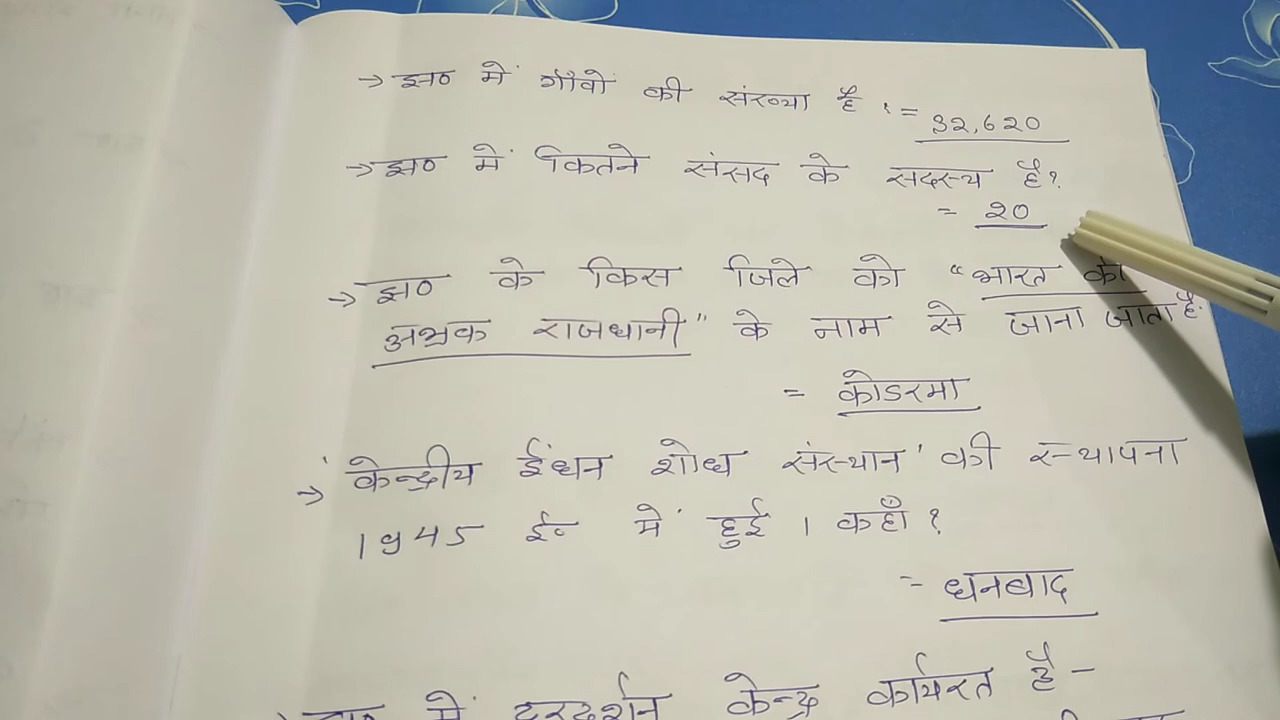 → झा० में गाँवों की संख्या है । = 32,620
→ झा० में कितने संसद के सदस्य है?
= 20
→ झा० के किस जिले को "भारत की
अभ्रक राजधानी" के नाम से जाना जाता है.
= कोडरमा
→ केन्द्रीय ईंधन शोध संस्थान' की स्थापना
1945 ई० में हुई । कहाँ ?
= धनबाद
→ झा० में दूरदर्शन केन्द्र कार्यरत है -